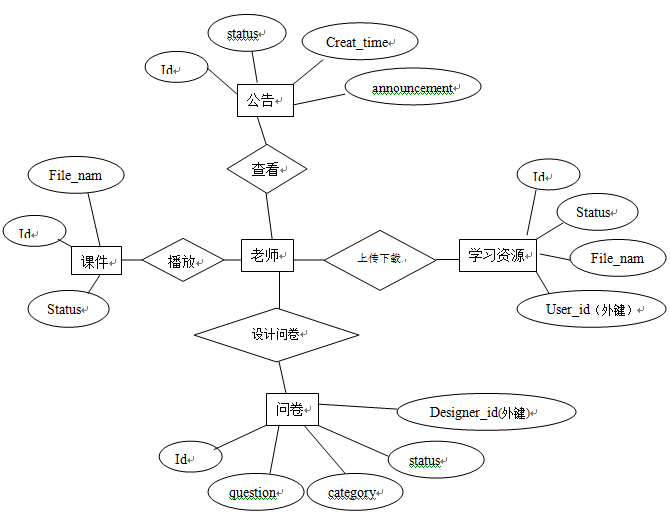 status
Creat_time
Id
公告
announcement
查看
File_nam
Id
Id
Status
课件
播放
老师
上传下载
学习资源
File_nam
Status
User_id（外键）
设计问卷
问卷
Designer_id(外键)
Id
status
question
category